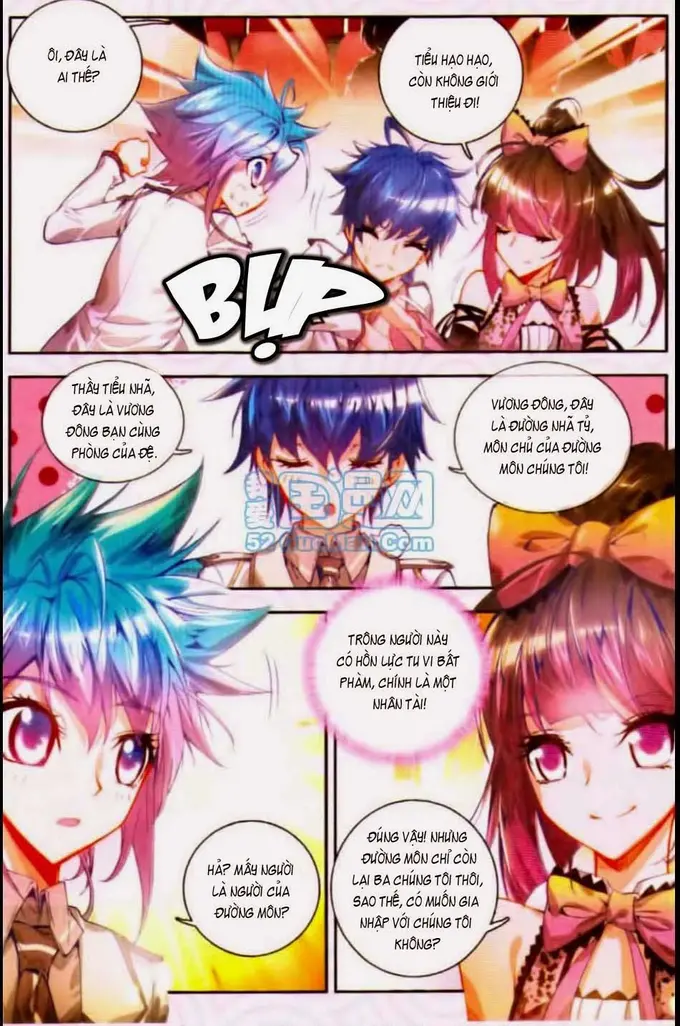 ÔI, ĐÂY LÀ
AI THẾ?
TIỂU HẠO HẠO,
CÒN KHÔNG GIỚI
THIỆU ĐI!
BỤP
THẦY TIỂU NHÃ,
ĐÂY LÀ VƯƠNG
ĐÔNG BẠN CÙNG
PHÒNG CỦA ĐỆ.
VƯƠNG ĐÔNG, ĐÂY
LÀ ĐƯỜNG NHÃ TỶ,
MÔN CHỦ CỦA ĐƯỜNG
MÔN CHÚNG TÔI!
TRÔNG NGƯỜI NÀY
CÓ HỒN LỰC TU VI BẤT
PHÀM, CHÍNH LÀ MỘT
NHÂN TÀI!
HẢ? MẤY NGƯỜI
LÀ NGƯỜI CỦA
ĐƯỜNG MÔN?
ĐÚNG VẬY! NHƯNG
ĐƯỜNG MÔN CHỈ CÒN
LẠI BA CHÚNG TÔI THÔI,
SAO THẾ, CÓ MUỐN GIA
NHẬP VỚI CHÚNG TÔI
KHÔNG?